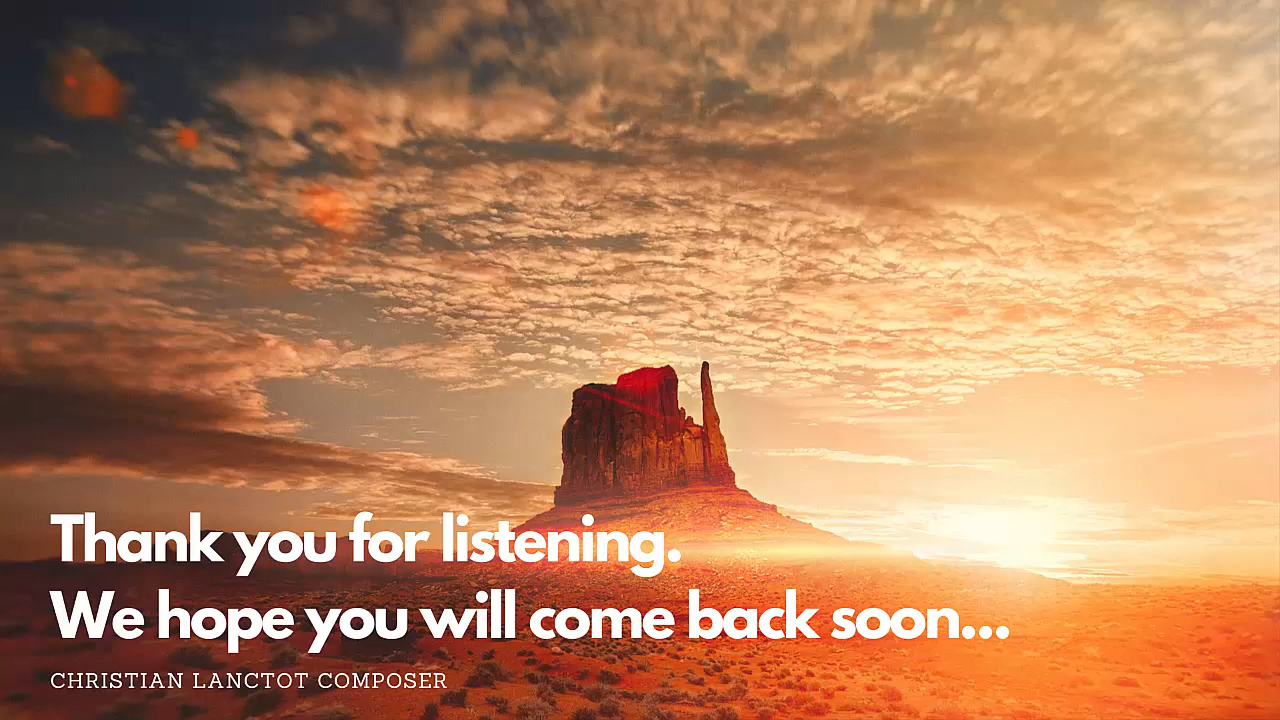 Thank you for listening.
We hope you will come back soon...
CHRISTIAN LANCTOT COMPOSER